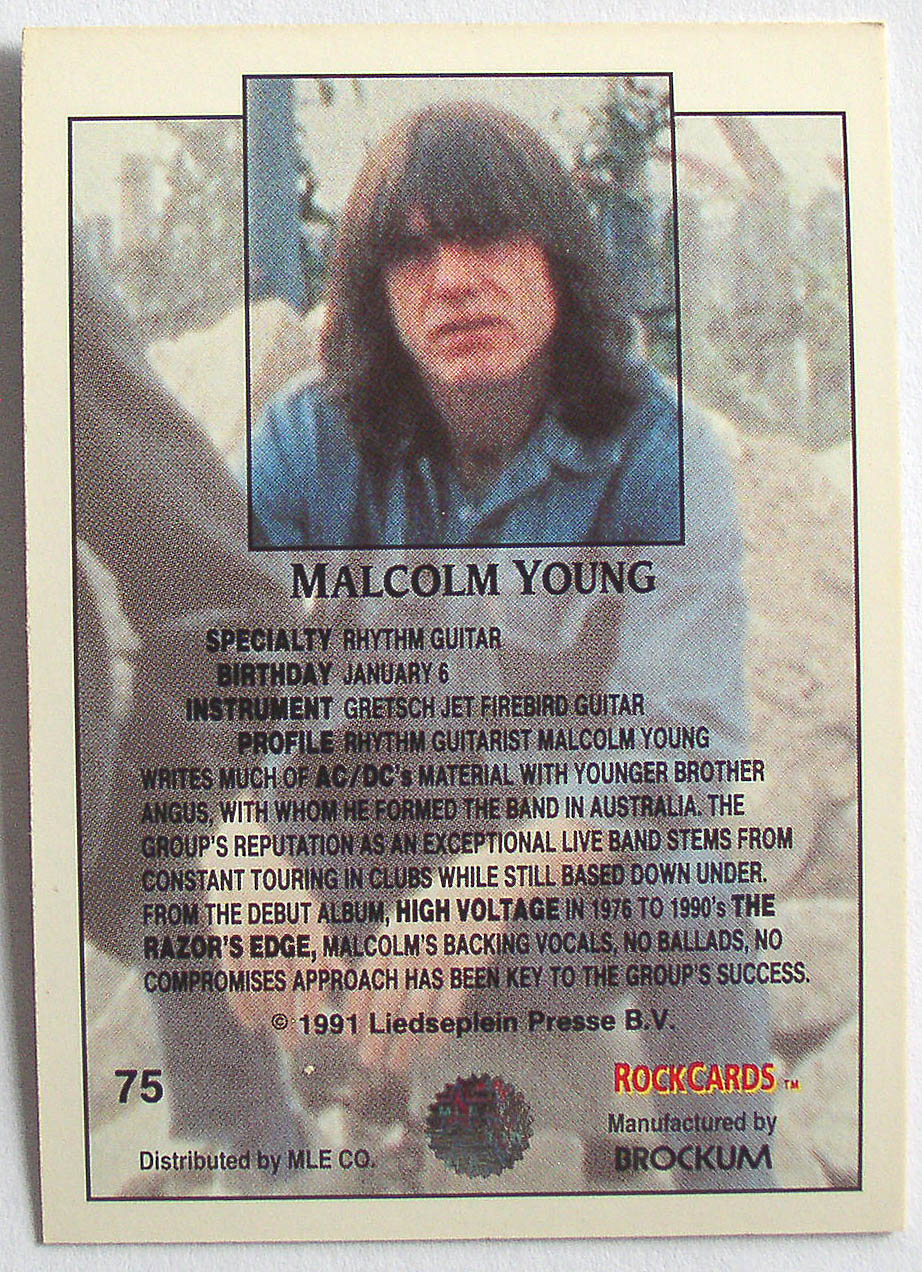 MALCOLM YOUNG
SPECIALTY RHYTHM GUITAR
BIRTHDAY JANUARY 6
INSTRUMENT GRETSCH JET FIREBIRD GUITAR
PROFILE RHYTHM GUITARIST MALCOLM YOUNG
WRITES MUCH OF AC/DC's MATERIAL WITH YOUNGER BROTHER
ANGUS, WITH WHOM HE FORMED THE BAND IN AUSTRALIA. THE
GROUP'S REPUTATION AS AN EXCEPTIONAL LIVE BAND STEMS FROM
CONSTANT TOURING IN CLUBS WHILE STILL BASED DOWN UNDER.
FROM THE DEBUT ALBUM, HIGH VOLTAGE IN 1976 TO 1990's THE
RAZOR'S EDGE, MALCOLM'S BACKING VOCALS, NO BALLADS, NO
COMPROMISES APPROACH HAS BEEN KEY TO THE GROUP'S SUCCESS.
© 1991 Liedseplein Presse B.V.
75
ROCKCARDS ™
Manufactured by
BROCKUM
Distributed by MLE CO.